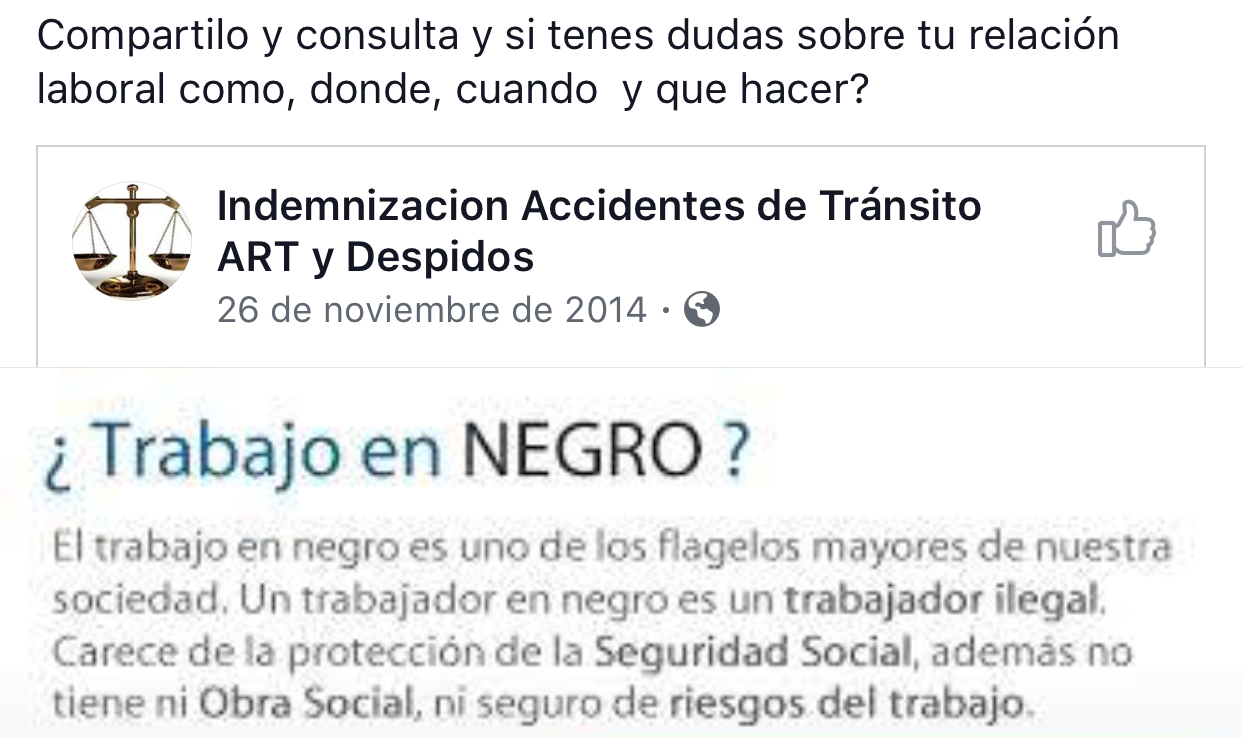 Compartilo y consulta y si tenes dudas sobre tu relación
laboral como, donde, cuando  y que hacer?
Indemnizacion Accidentes de Tránsito
ART y Despidos
26 de noviembre de 2014 ·
¿ Trabajo en NEGRO ?
El trabajo en negro es uno de los flagelos mayores de nuestra
sociedad. Un trabajador en negro es un trabajador ilegal.
Carece de la protección de la Seguridad Social, además no
tiene ni Obra Social, ni seguro de riesgos del trabajo.